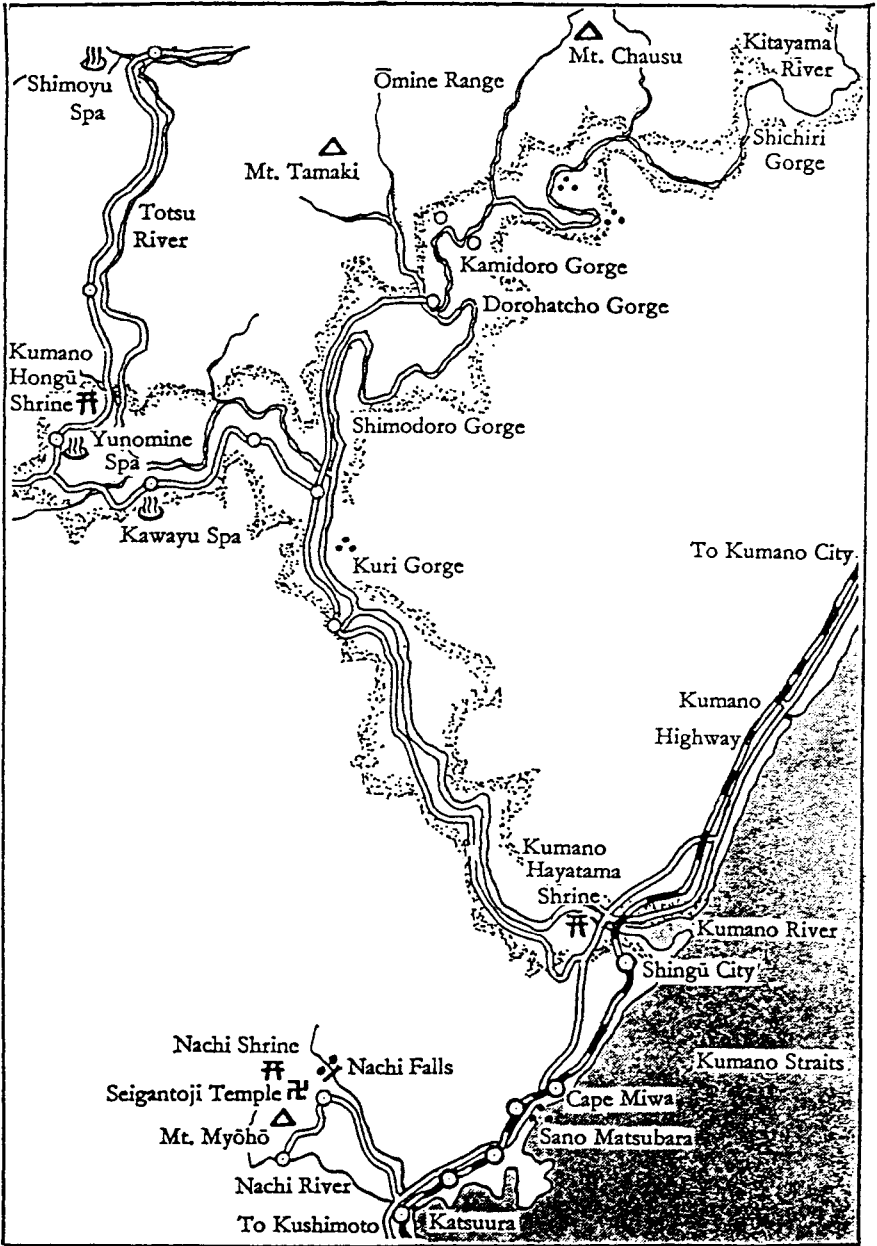 Mt. Chausu
Kitayama
River
Shimoyu
Spa
Ōmine Range
Shichiri
Gorge
Mt. Tamaki
Totsu
River
Kamidoro Gorge
Dorohatcho Gorge
Kumano
Hongū
Shrine
Yunomine
Spa
Shimodoro Gorge
Kawayu Spa
Kuri Gorge
To Kumano City
Kumano
Highway
Kumano
Hayatama
Shrine
Kumano River
Shingū City
Nachi Shrine
Nachi Falls
Kumano Straits
Seigantoji Temple 卍
Cape Miwa
Mt. Myōhō
Sano Matsubara
Nachi River
To Kushimoto
Katsuura